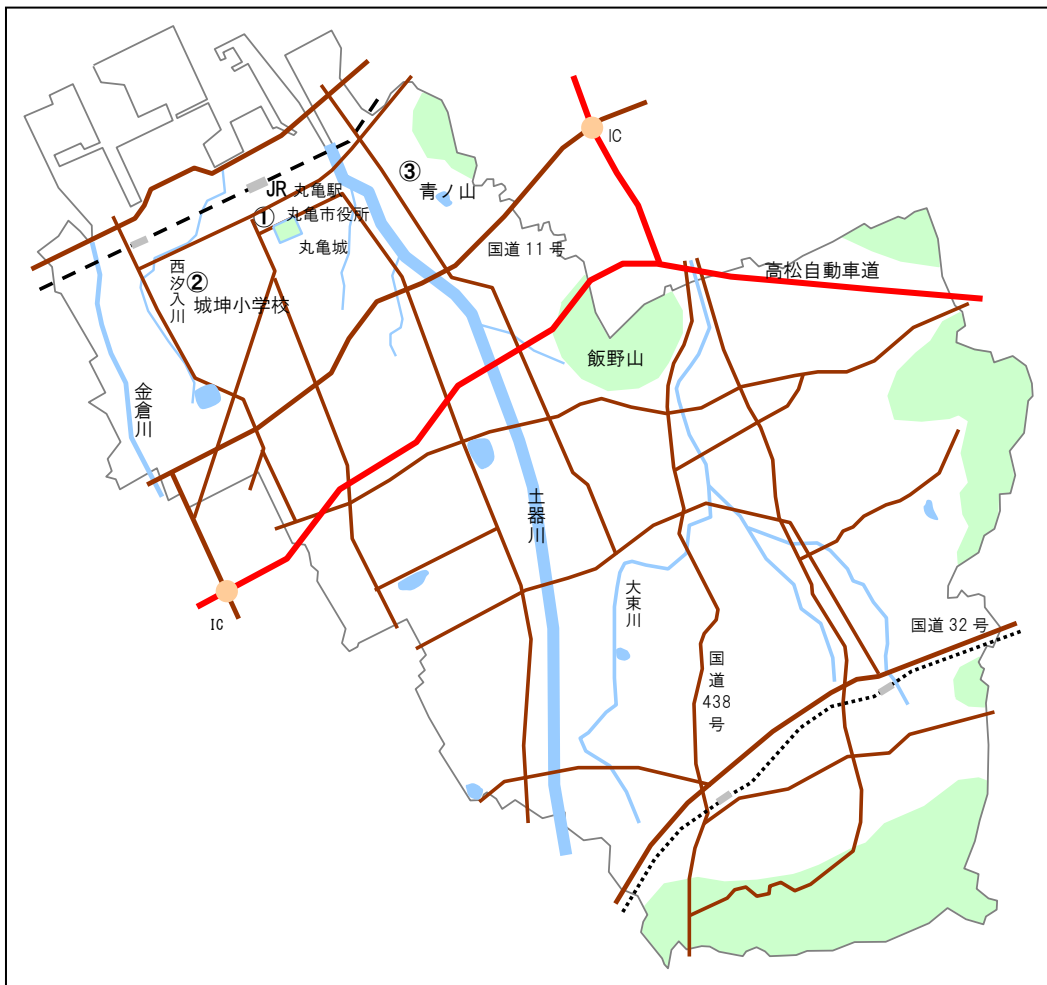 IC
③
青ノ山
JR 丸亀駅
① 丸亀市役所
丸亀城
国道 11 号
高松自動車道
西汐入川
②
城坤小学校
飯野山
金倉川
土器川
大束川
IC
国道 32 号
国道
438
号